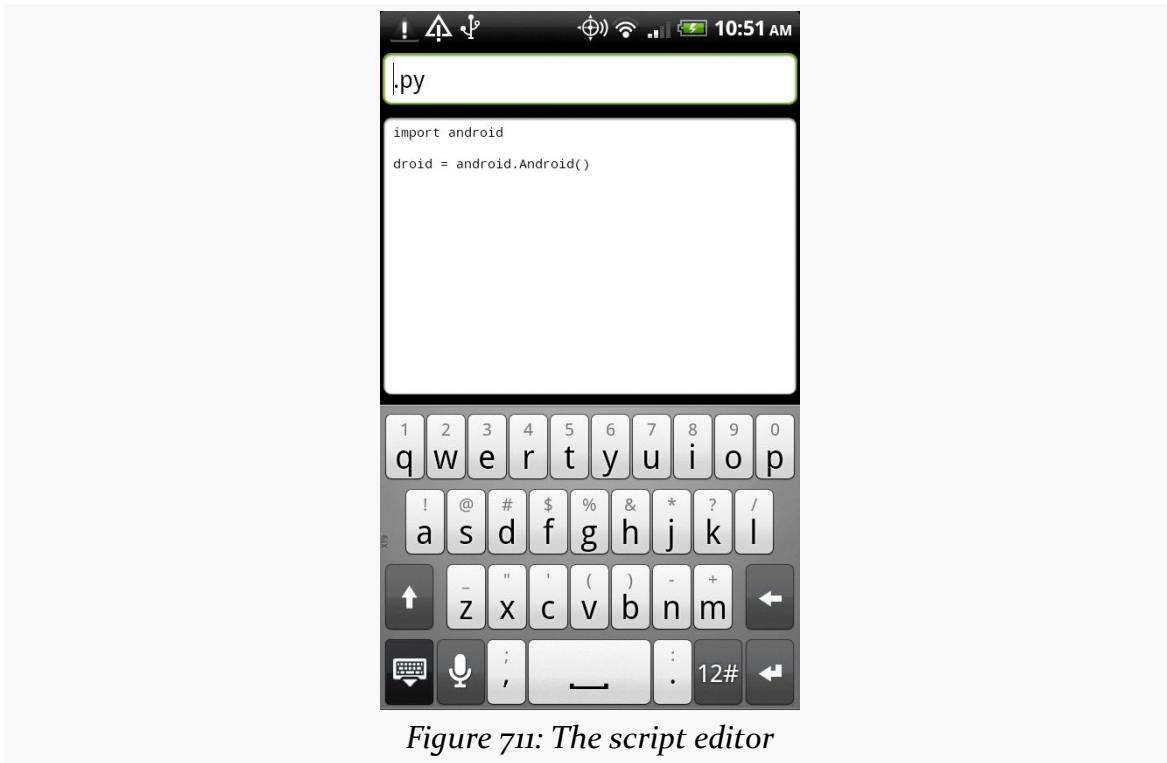 10:51 AM
.py
import android
droid = android.Android()
1 2 3 4 5 6 7 8 9 0
q w e r t y u i o p
! @ # $ % & * ? /
a s d f g h j k l
XT9
_ " ' ( ) - +
z x c v b n m
; :
, . 12#
Figure 711: The script editor